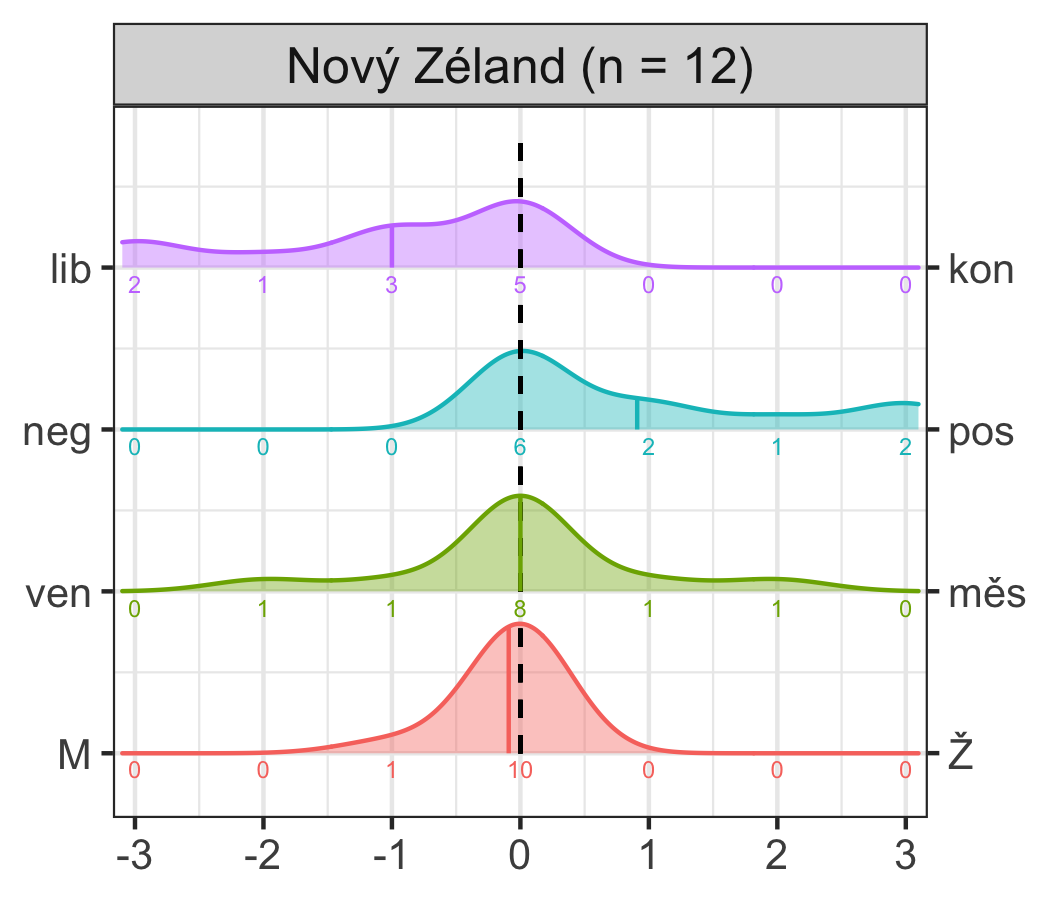 Nový Zéland (n = 12)
lib kon
2 1 3 5 0 0 0
neg pos
0 0 0 6 2 1 2
ven měs
0 1 1 8 1 1 0
M Ž
0 0 1 10 0 0 0
-3 -2 -1 0 1 2 3